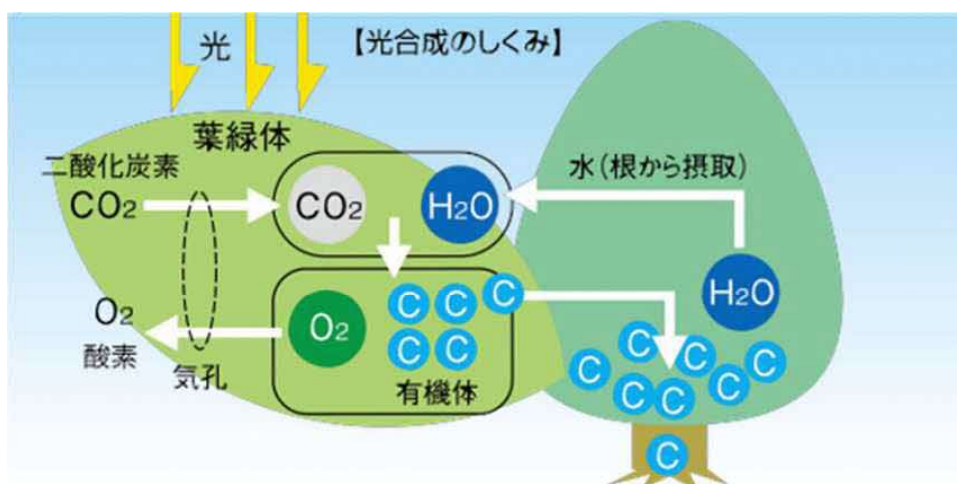 光
【光合成のしくみ】
葉緑体
二酸化炭素
CO2
CO2
H2O
水(根から摂取)
H2O
O2
酸素
気孔
O2
C C C
C C
有機体
C C C C C C C
C